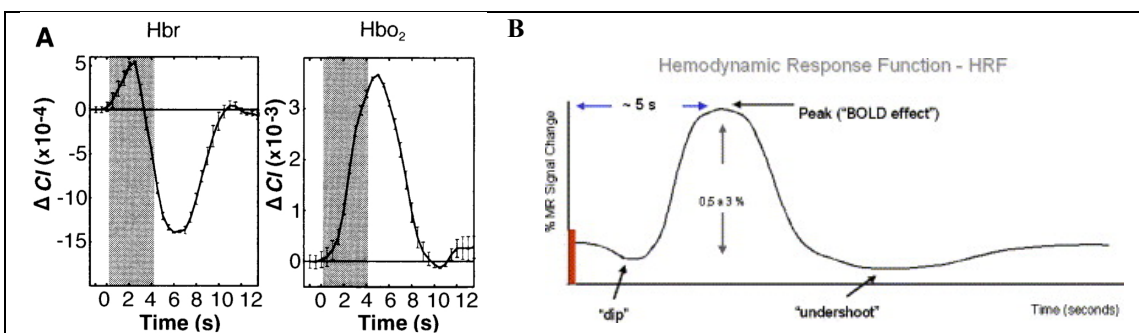 A
Hbr
Hbo2
5
0
-5
-10
-15
Δ Cl (x10-4)
0 2 4 6 8 10 12
Time (s)
3
2
1
0
Δ Cl (x10-3)
0 2 4 6 8 10 12
Time (s)
B
Hemodynamic Response Function - HRF
~ 5 s
Peak ("BOLD effect")
% MR Signal Change
0,5 a 3 %
"dip"
"undershoot"
Time (seconds)